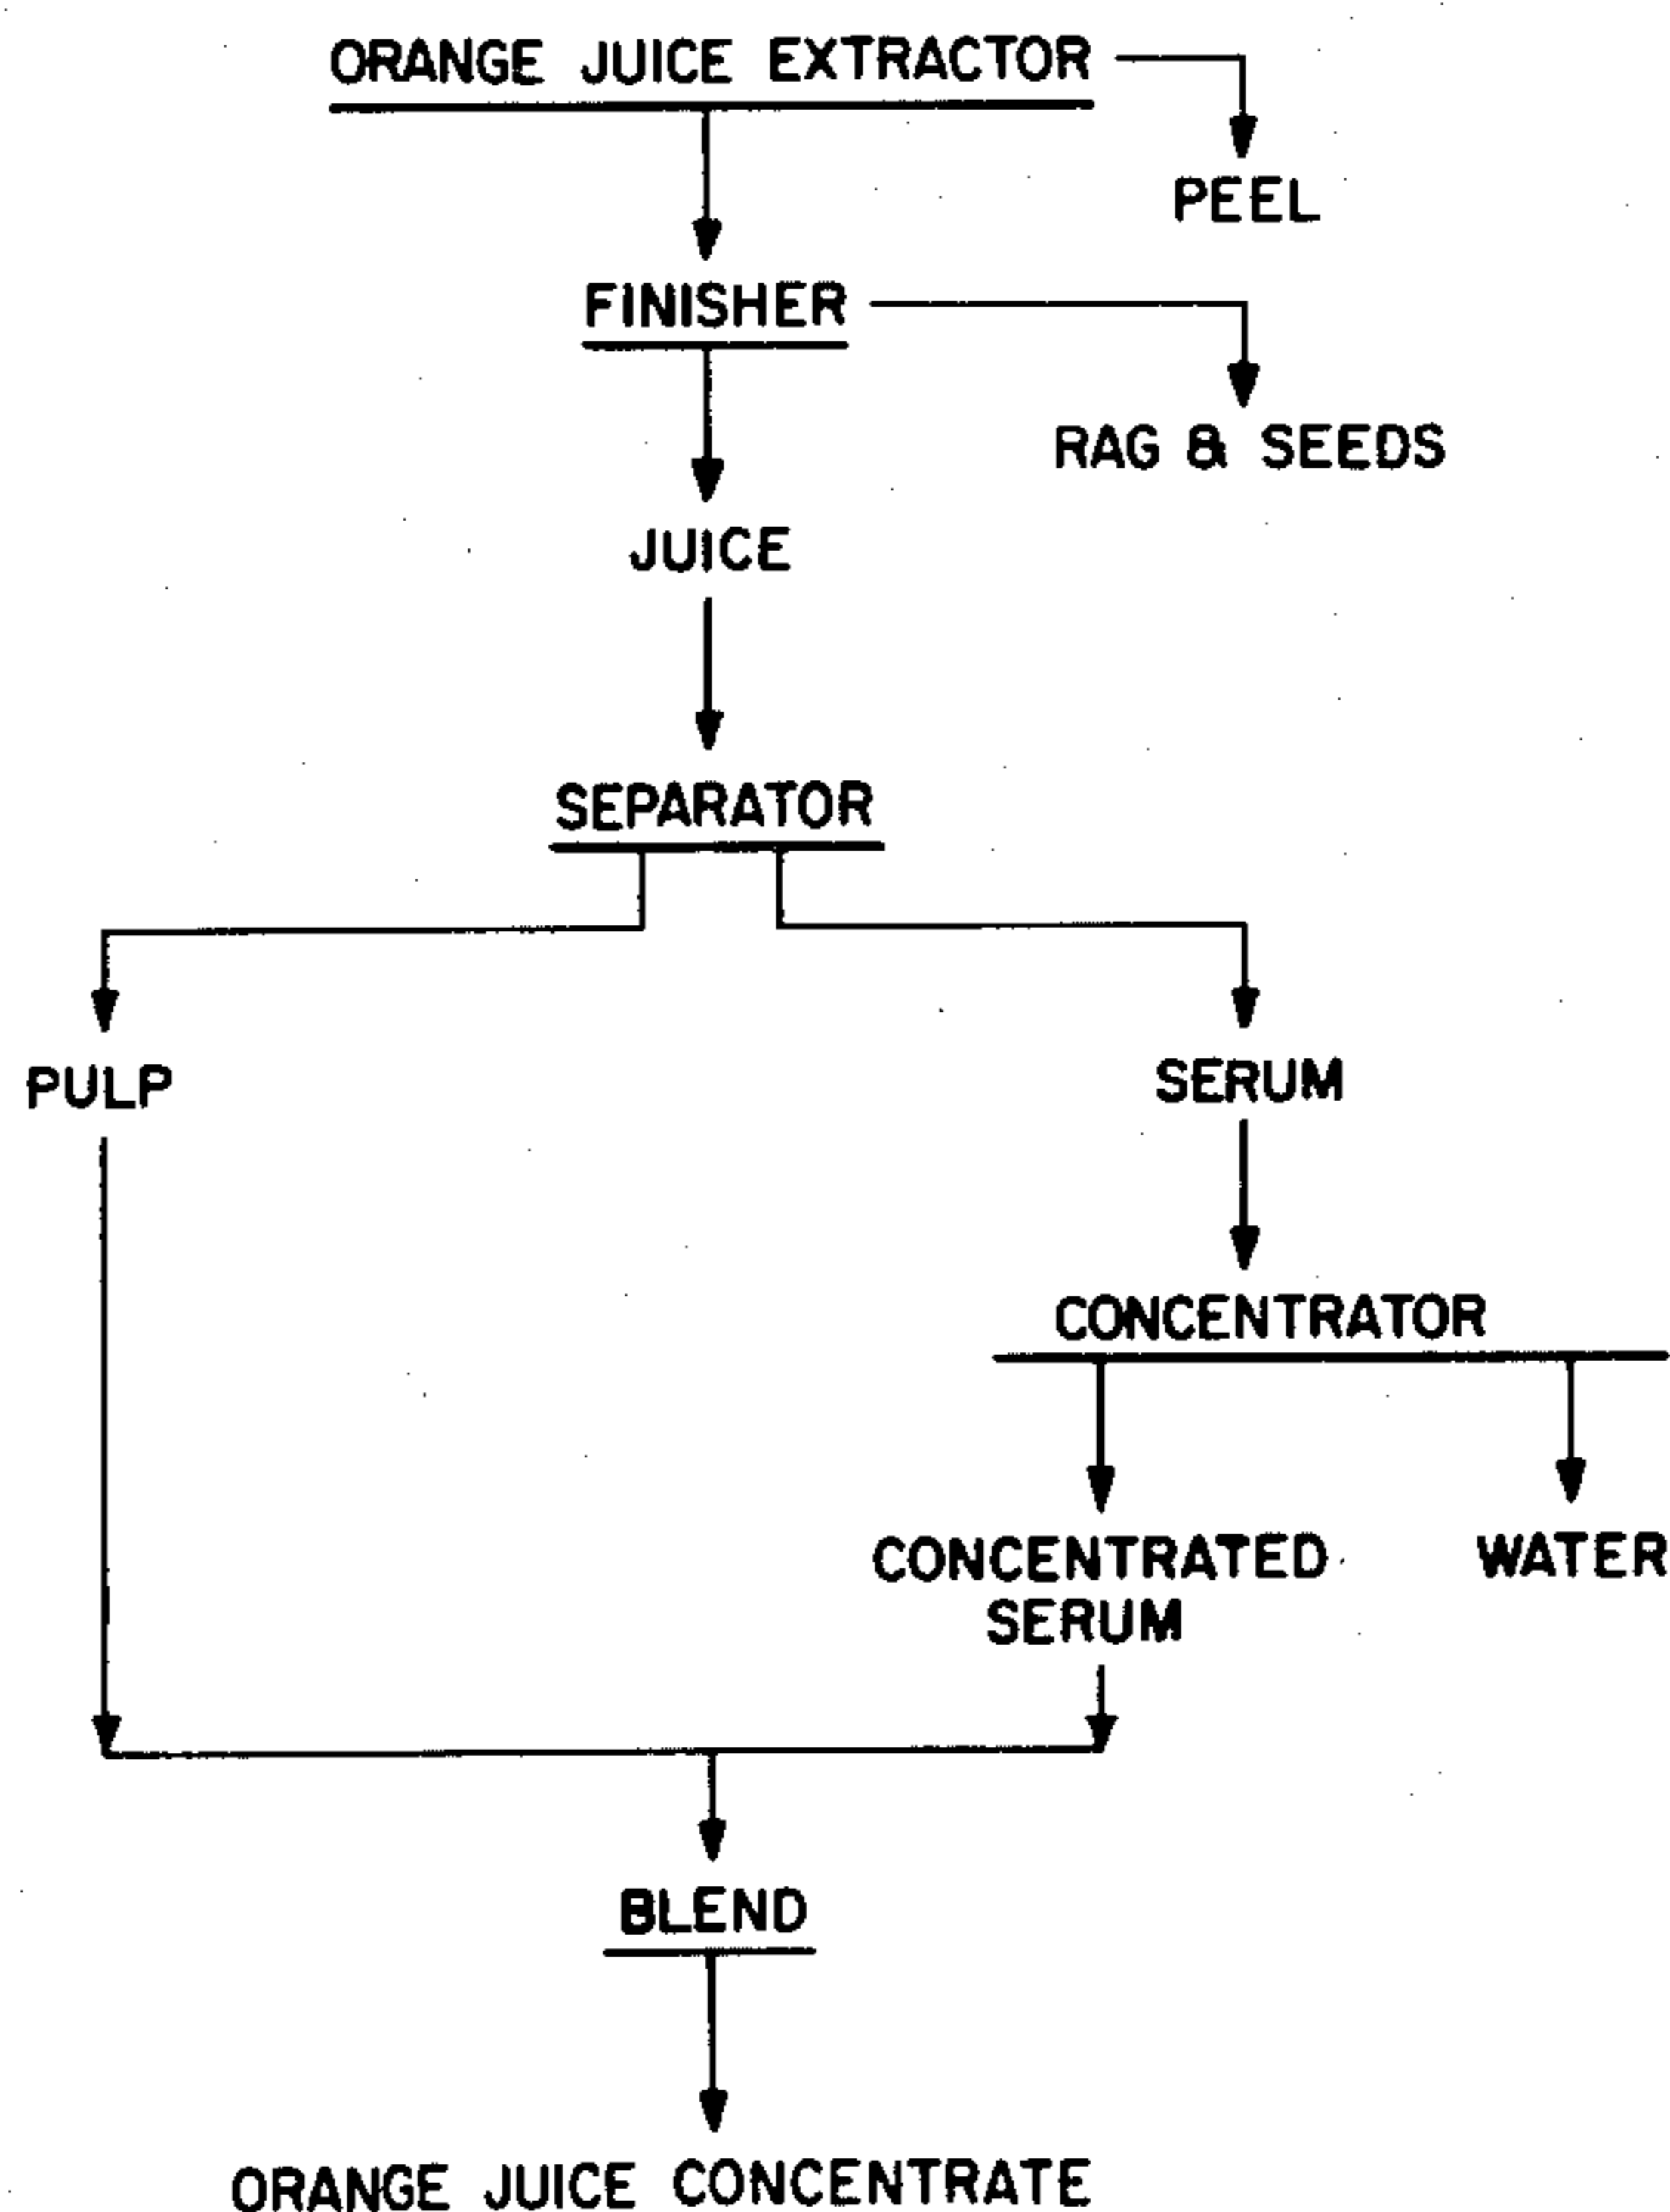 ORANGE JUICE EXTRACTOR
PEEL
FINISHER
RAG & SEEDS
JUICE
SEPARATOR
PULP
SERUM
CONCENTRATOR
CONCENTRATED
SERUM
WATER
BLEND
ORANGE JUICE CONCENTRATE